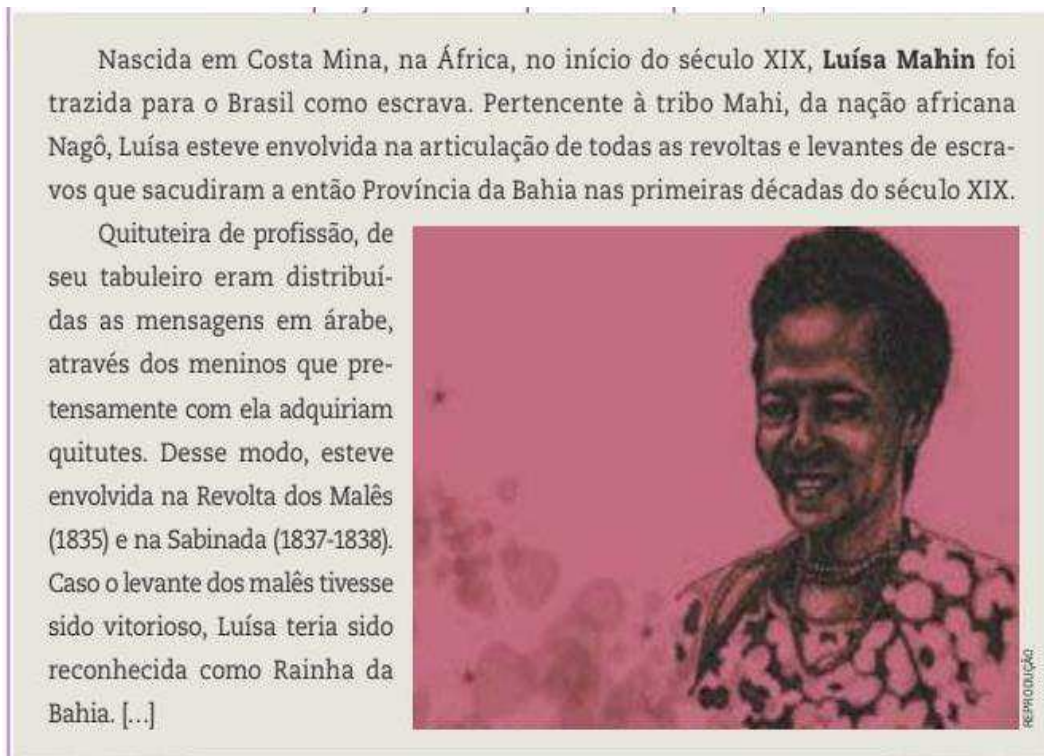 Nascida em Costa Mina, na África, no início do século XIX, Luísa Mahin foi
trazida para o Brasil como escrava. Pertencente à tribo Mahi, da nação africana
Nagô, Luísa esteve envolvida na articulação de todas as revoltas e levantes de escra-
vos que sacudiram a então Província da Bahia nas primeiras décadas do século XIX.
Quituteira de profissão, de
seu tabuleiro eram distribuí-
das as mensagens em árabe,
através dos meninos que pre-
tensamente com ela adquiriam
quitutes. Desse modo, esteve
envolvida na Revolta dos Malês
(1835) e na Sabinada (1837-1838).
Caso o levante dos malês tivesse
sido vitorioso, Luísa teria sido
reconhecida como Rainha da
Bahia. [...]
REPRODUÇÃO